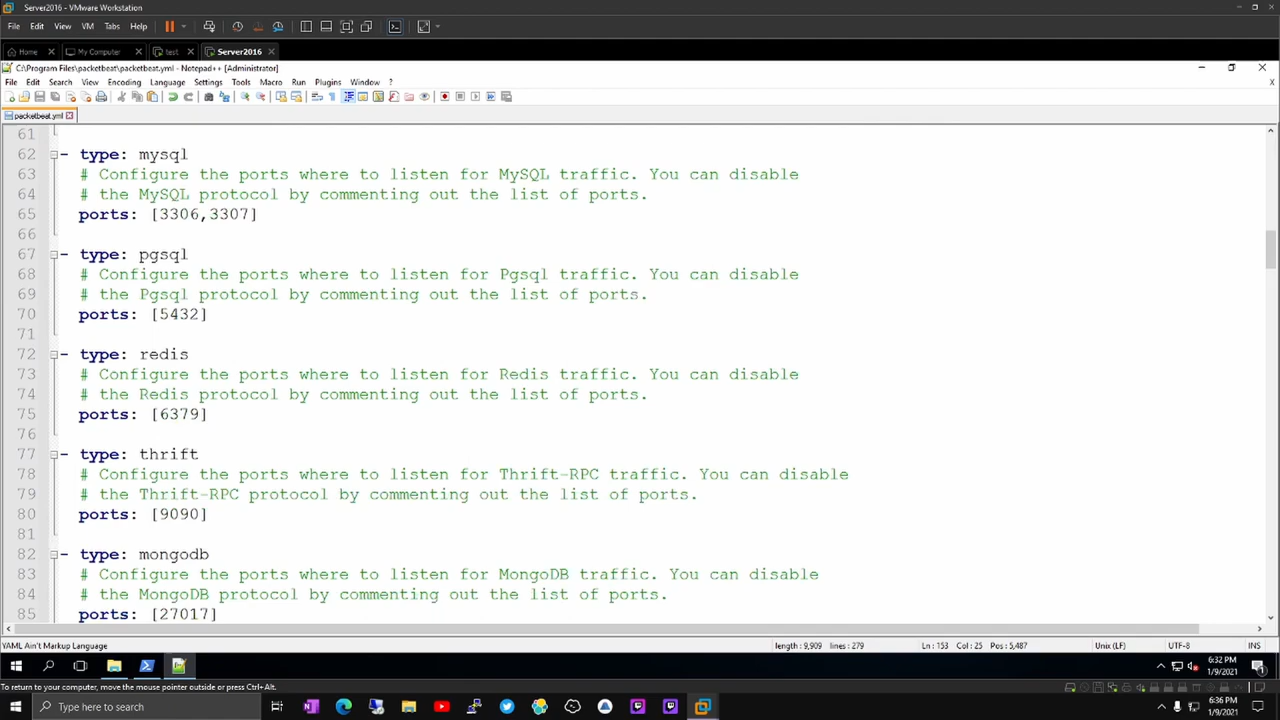 Server2016 - VMware Workstation
File Edit View VM Tabs Help
Home My Computer test Server2016
C:\Program Files\packetbeat\packetbeat.yml - Notepad++ [Administrator]
File Edit Search View Encoding Language Settings Tools Macro Run Plugins Window ?
packetbeat.yml
61
62 - type: mysql
63 # Configure the ports where to listen for MySQL traffic. You can disable
64 # the MySQL protocol by commenting out the list of ports.
65 ports: [3306,3307]
66
67 - type: pgsql
68 # Configure the ports where to listen for Pgsql traffic. You can disable
69 # the Pgsql protocol by commenting out the list of ports.
70 ports: [5432]
71
72 - type: redis
73 # Configure the ports where to listen for Redis traffic. You can disable
74 # the Redis protocol by commenting out the list of ports.
75 ports: [6379]
76
77 - type: thrift
78 # Configure the ports where to listen for Thrift-RPC traffic. You can disable
79 # the Thrift-RPC protocol by commenting out the list of ports.
80 ports: [9090]
81
82 - type: mongodb
83 # Configure the ports where to listen for MongoDB traffic. You can disable
84 # the MongoDB protocol by commenting out the list of ports.
85 ports: [27017]
YAML Ain't Markup Language length : 9,909 lines : 279 Ln : 153 Col : 25 Pos : 5,487 Unix (LF) UTF-8 INS
6:32 PM
1/9/2021
To return to your computer, move the mouse pointer outside or press Ctrl+Alt.
Type here to search
6:36 PM
1/9/2021